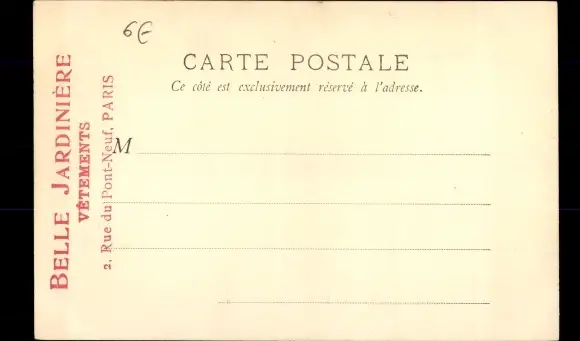 6€
CARTE POSTALE
Ce côté est exclusivement réservé à l'adresse.
M
BELLE JARDINIÈRE
VÊTEMENTS
2, Rue du Pont-Neuf, PARIS